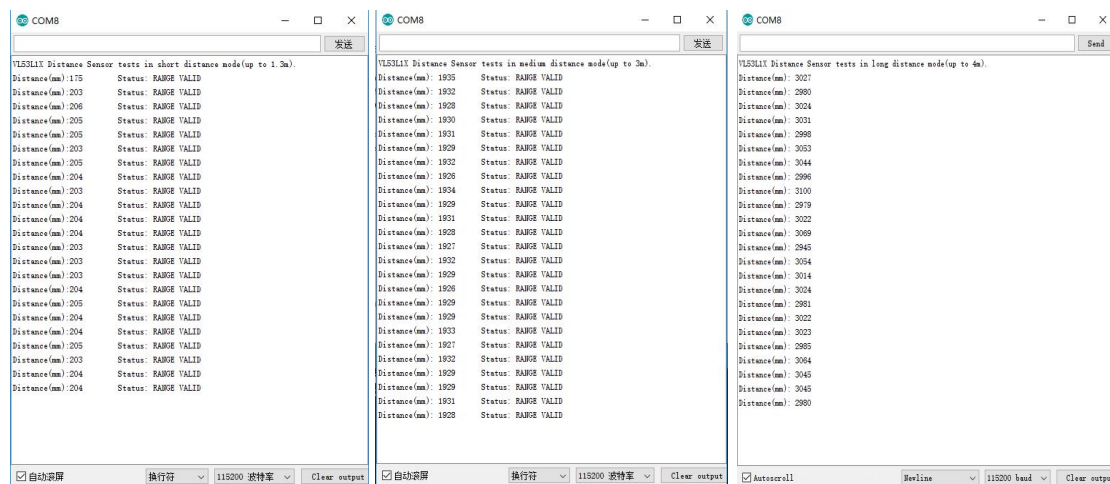 COM8
发送
VL53L1X Distance Sensor tests in short distance mode(up to 1.3m).
Distance(mm):175 Status: RANGE VALID
Distance(mm):203 Status: RANGE VALID
Distance(mm):206 Status: RANGE VALID
Distance(mm):205 Status: RANGE VALID
Distance(mm):205 Status: RANGE VALID
Distance(mm):203 Status: RANGE VALID
Distance(mm):205 Status: RANGE VALID
Distance(mm):204 Status: RANGE VALID
Distance(mm):203 Status: RANGE VALID
Distance(mm):204 Status: RANGE VALID
Distance(mm):204 Status: RANGE VALID
Distance(mm):204 Status: RANGE VALID
Distance(mm):203 Status: RANGE VALID
Distance(mm):203 Status: RANGE VALID
Distance(mm):203 Status: RANGE VALID
Distance(mm):204 Status: RANGE VALID
Distance(mm):205 Status: RANGE VALID
Distance(mm):204 Status: RANGE VALID
Distance(mm):204 Status: RANGE VALID
Distance(mm):205 Status: RANGE VALID
Distance(mm):203 Status: RANGE VALID
Distance(mm):204 Status: RANGE VALID
Distance(mm):204 Status: RANGE VALID
自动滚屏 换行符 115200 波特率 Clear output
COM8
发送
VL53L1X Distance Sensor tests in medium distance mode(up to 3m).
Distance(mm): 1935 Status: RANGE VALID
Distance(mm): 1932 Status: RANGE VALID
Distance(mm): 1928 Status: RANGE VALID
Distance(mm): 1930 Status: RANGE VALID
Distance(mm): 1931 Status: RANGE VALID
Distance(mm): 1929 Status: RANGE VALID
Distance(mm): 1932 Status: RANGE VALID
Distance(mm): 1926 Status: RANGE VALID
Distance(mm): 1934 Status: RANGE VALID
Distance(mm): 1929 Status: RANGE VALID
Distance(mm): 1931 Status: RANGE VALID
Distance(mm): 1928 Status: RANGE VALID
Distance(mm): 1927 Status: RANGE VALID
Distance(mm): 1932 Status: RANGE VALID
Distance(mm): 1929 Status: RANGE VALID
Distance(mm): 1926 Status: RANGE VALID
Distance(mm): 1929 Status: RANGE VALID
Distance(mm): 1929 Status: RANGE VALID
Distance(mm): 1933 Status: RANGE VALID
Distance(mm): 1927 Status: RANGE VALID
Distance(mm): 1932 Status: RANGE VALID
Distance(mm): 1929 Status: RANGE VALID
Distance(mm): 1929 Status: RANGE VALID
Distance(mm): 1931 Status: RANGE VALID
Distance(mm): 1928 Status: RANGE VALID
自动滚屏 换行符 115200 波特率 Clear output
COM8
Send
VL53L1X Distance Sensor tests in long distance mode(up to 4m).
Distance(mm): 3027
Distance(mm): 2980
Distance(mm): 3024
Distance(mm): 3031
Distance(mm): 2998
Distance(mm): 3053
Distance(mm): 3044
Distance(mm): 2996
Distance(mm): 3100
Distance(mm): 2979
Distance(mm): 3022
Distance(mm): 3069
Distance(mm): 2945
Distance(mm): 3054
Distance(mm): 3014
Distance(mm): 3024
Distance(mm): 2981
Distance(mm): 3022
Distance(mm): 3023
Distance(mm): 2985
Distance(mm): 3064
Distance(mm): 3045
Distance(mm): 3045
Distance(mm): 2980
Autoscroll Newline 115200 baud Clear outpu